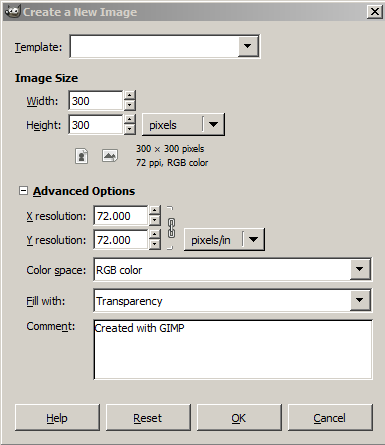 Create a New Image
Template:
Image Size
Width: 300
Height: 300 pixels
300 × 300 pixels
72 ppi, RGB color
Advanced Options
X resolution: 72.000
Y resolution: 72.000 pixels/in
Color space: RGB color
Fill with: Transparency
Comment: Created with GIMP
Help Reset OK Cancel